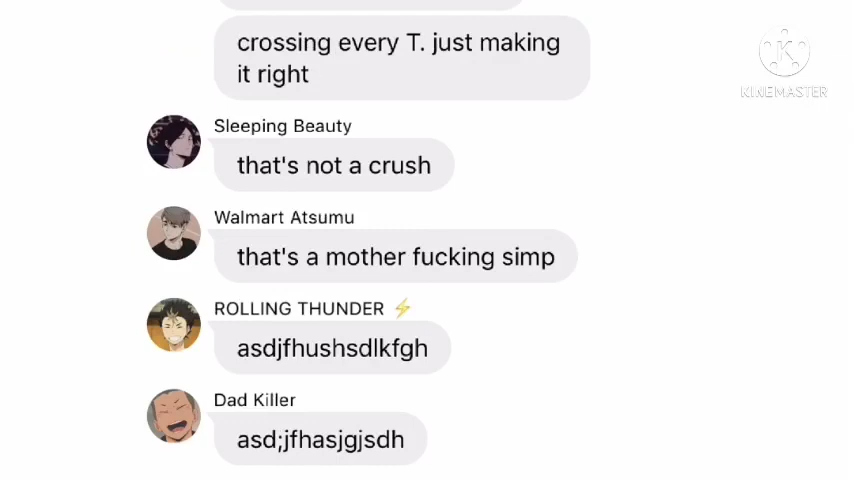 crossing every T. just making
it right
KINEMASTER
Sleeping Beauty
that's not a crush
Walmart Atsumu
that's a mother fucking simp
ROLLING THUNDER ⚡
asdjfhushsdlkfgh
Dad Killer
asd;jfhasjgjsdh